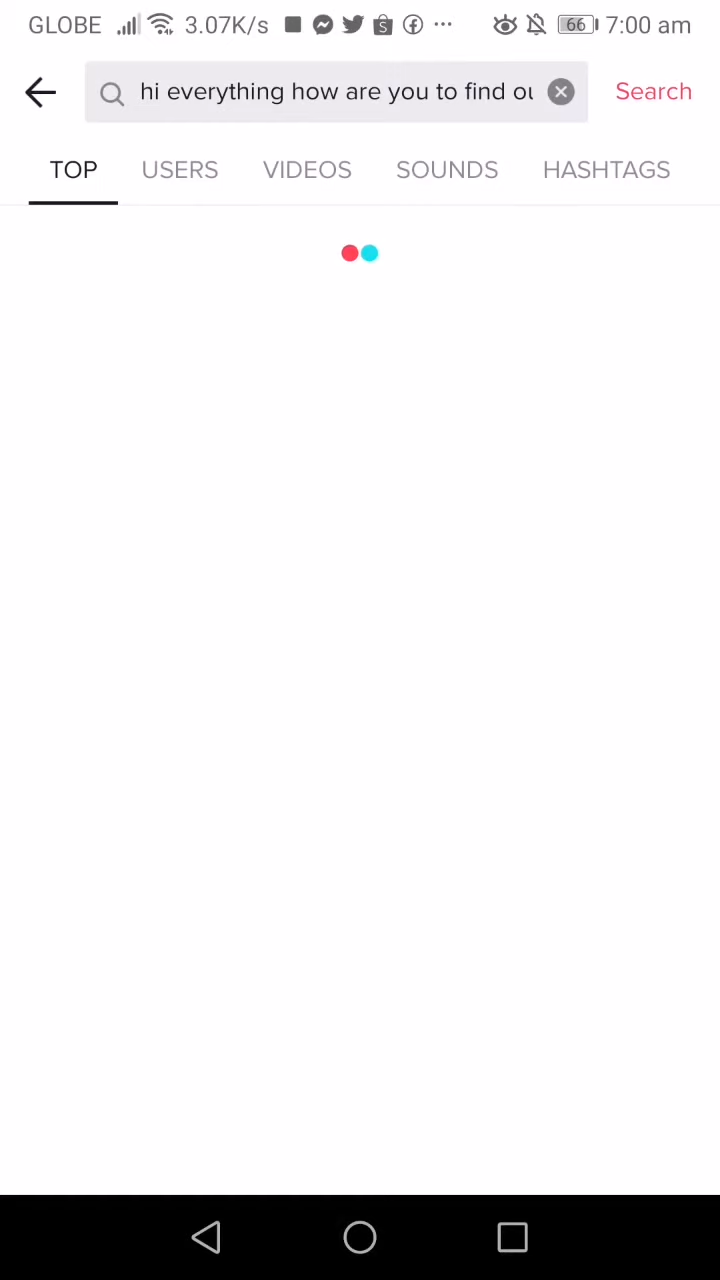 GLOBE 3.07K/s 66 7:00 am
hi everything how are you to find Search
TOP USERS VIDEOS SOUNDS HASHTAGS